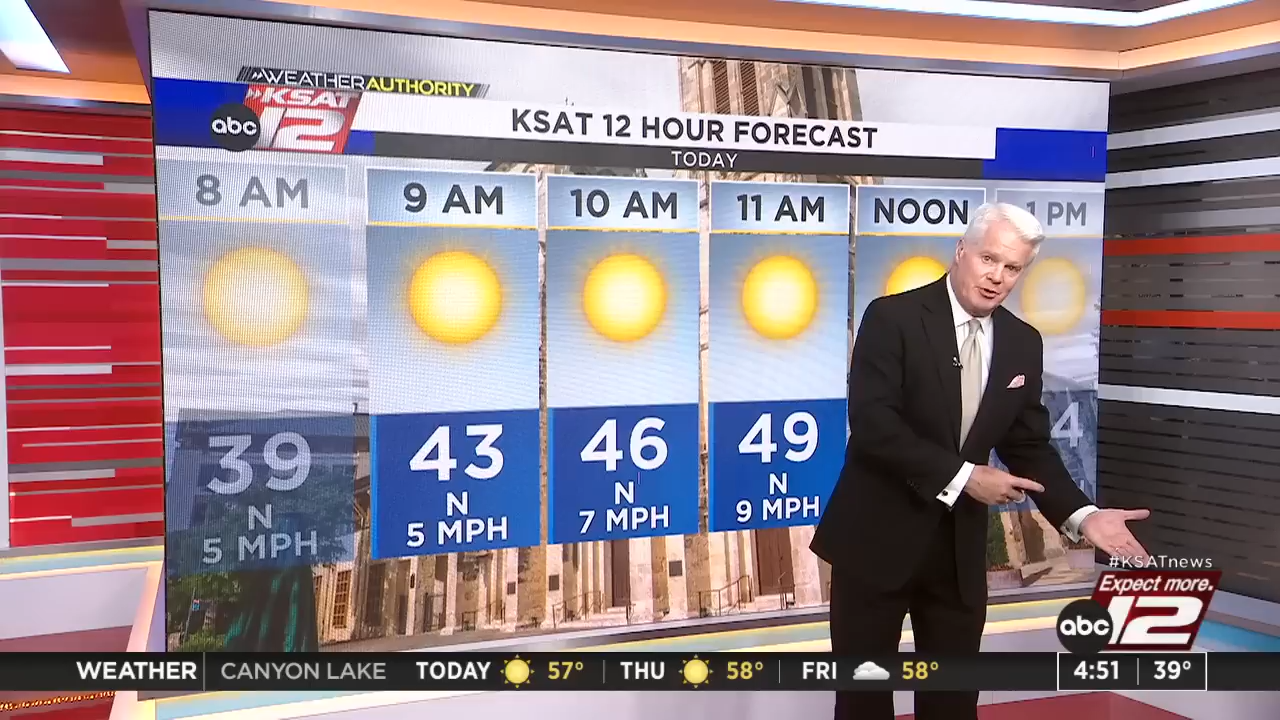 WEATHERAUTHORITY
KSAT
abc 12
KSAT 12 HOUR FORECAST
TODAY
8 AM
39
N
5 MPH
9 AM
43
N
5 MPH
10 AM
46
N
7 MPH
11 AM
49
N
9 MPH
NOON
1 PM
4
#KSATnews
Expect more.
abc 12
WEATHER CANYON LAKE TODAY 57° THU 58° FRI 58° 4:51 39°